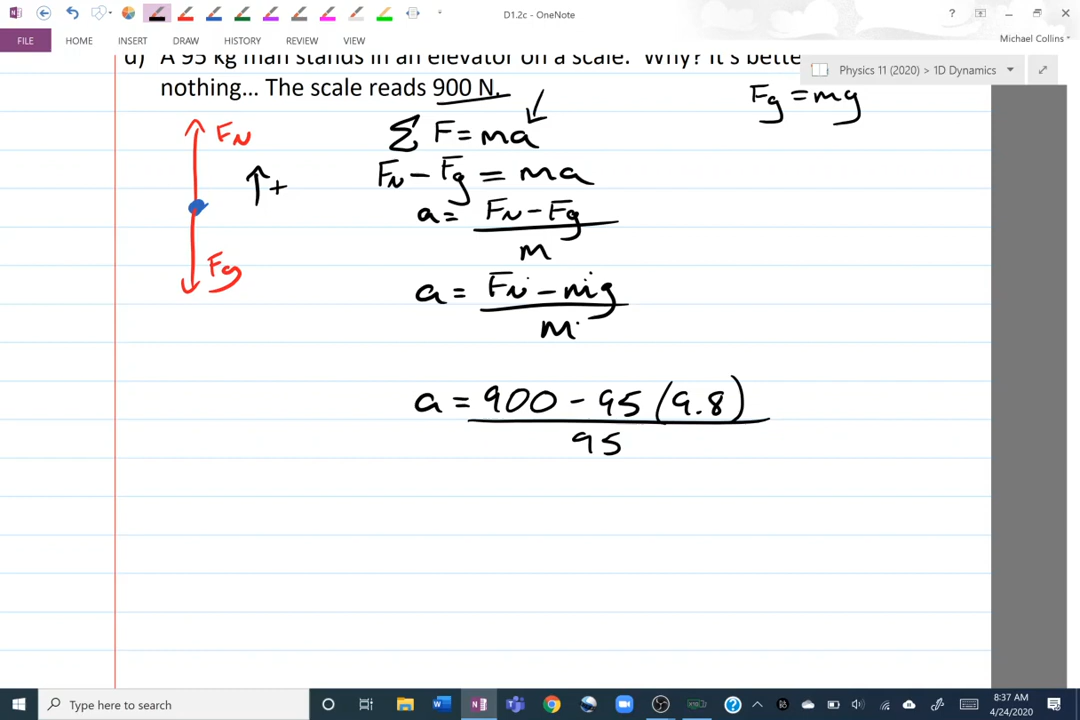 D1.2c - OneNote
?
Michael Collins
FILE HOME INSERT DRAW HISTORY REVIEW VIEW
Physics 11 (2020) > 1D Dynamics
d) A 95 kg man stands in an elevator on a scale. Why? It's bette
nothing... The scale reads 900 N.
Fg = mg
Σ F = ma
FN
FN - Fg = ma
↑+
a = FN - Fg / m
Fg
a = FN - mg / m
a = 900 - 95 (9.8) / 95
Type here to search
8:37 AM
4/24/2020